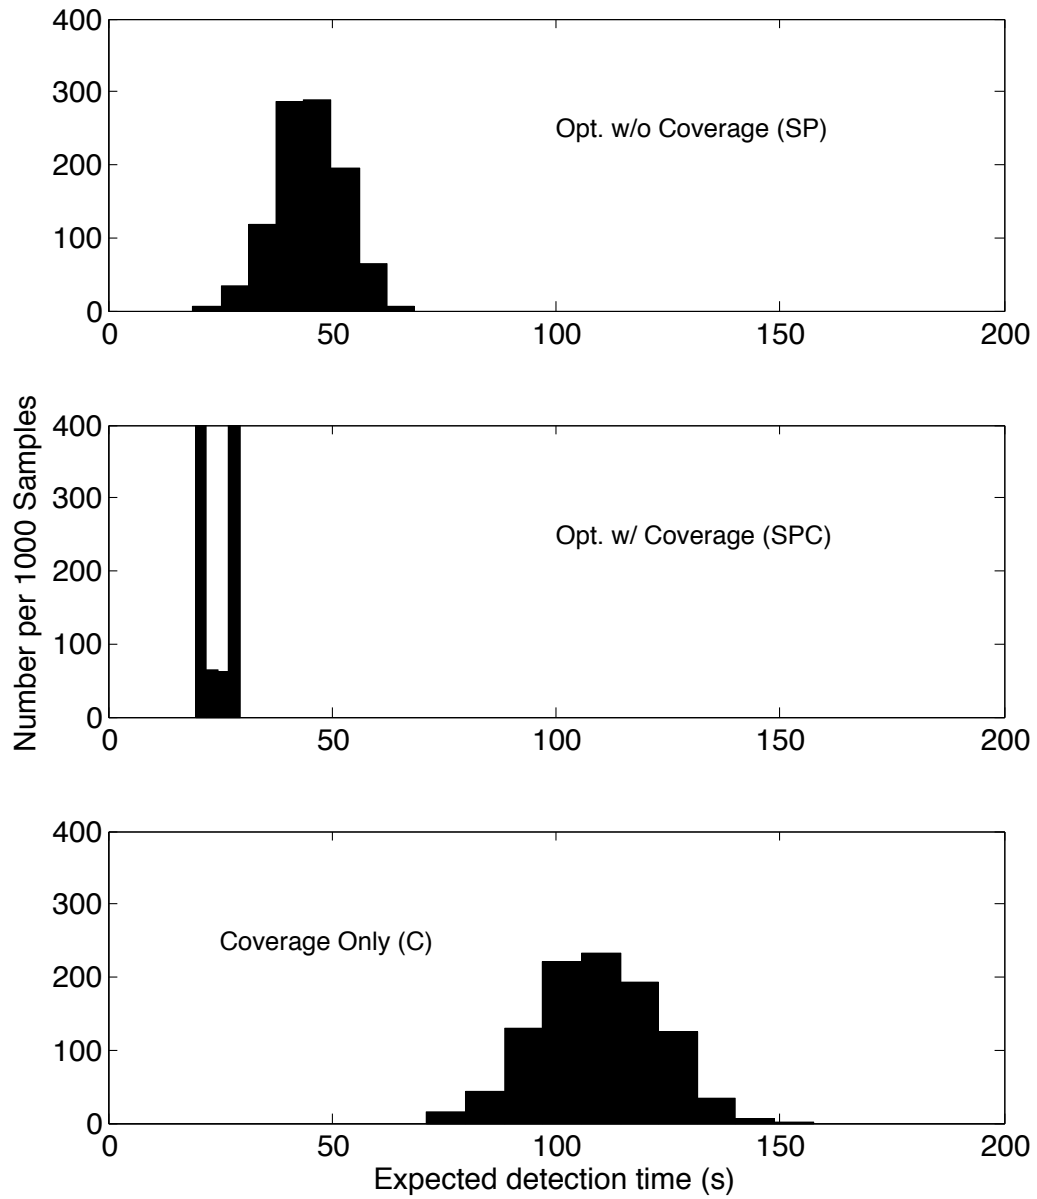 400
300
200
100
0
0 50 100 150 200
Opt. w/o Coverage (SP)
Number per 1000 Samples
400
300
200
100
0
0 50 100 150 200
Opt. w/ Coverage (SPC)
400
300
200
100
0
0 50 100 150 200
Coverage Only (C)
Expected detection time (s)